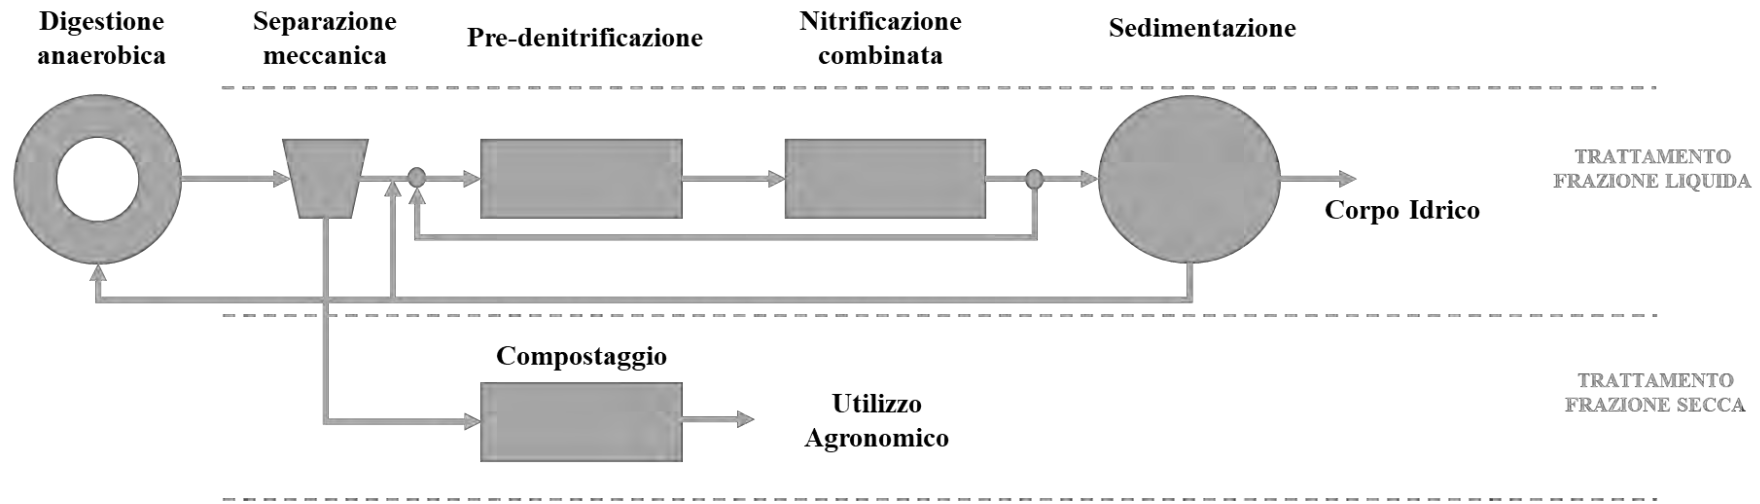 Digestione
anaerobica
Separazione
meccanica
Pre-denitrificazione
Nitrificazione
combinata
Sedimentazione
TRATTAMENTO
FRAZIONE LIQUIDA
Corpo Idrico
Compostaggio
Utilizzo
Agronomico
TRATTAMENTO
FRAZIONE SECCA